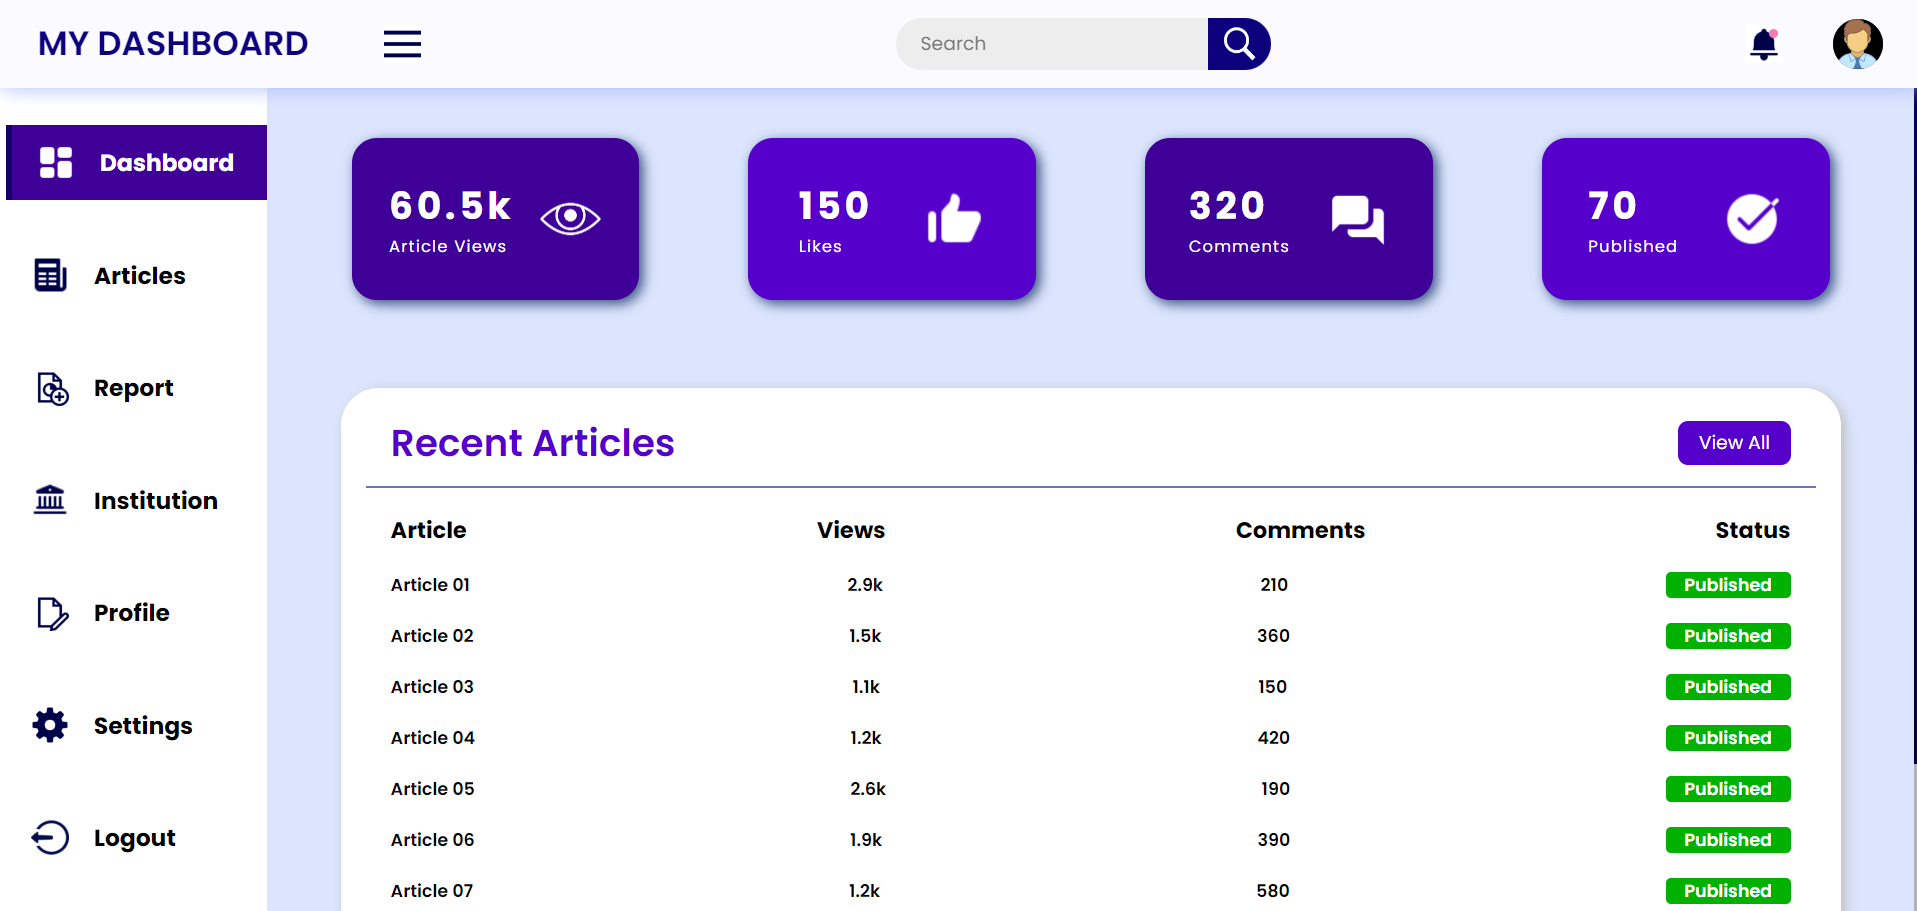 MY DASHBOARD
Search
Dashboard
Articles
Report
Institution
Profile
Settings
Logout
60.5k
Article Views
150
Likes
320
Comments
70
Published
Recent Articles View All
Article Views Comments Status
Article 01 2.9k 210 Published
Article 02 1.5k 360 Published
Article 03 1.1k 150 Published
Article 04 1.2k 420 Published
Article 05 2.6k 190 Published
Article 06 1.9k 390 Published
Article 07 1.2k 580 Published